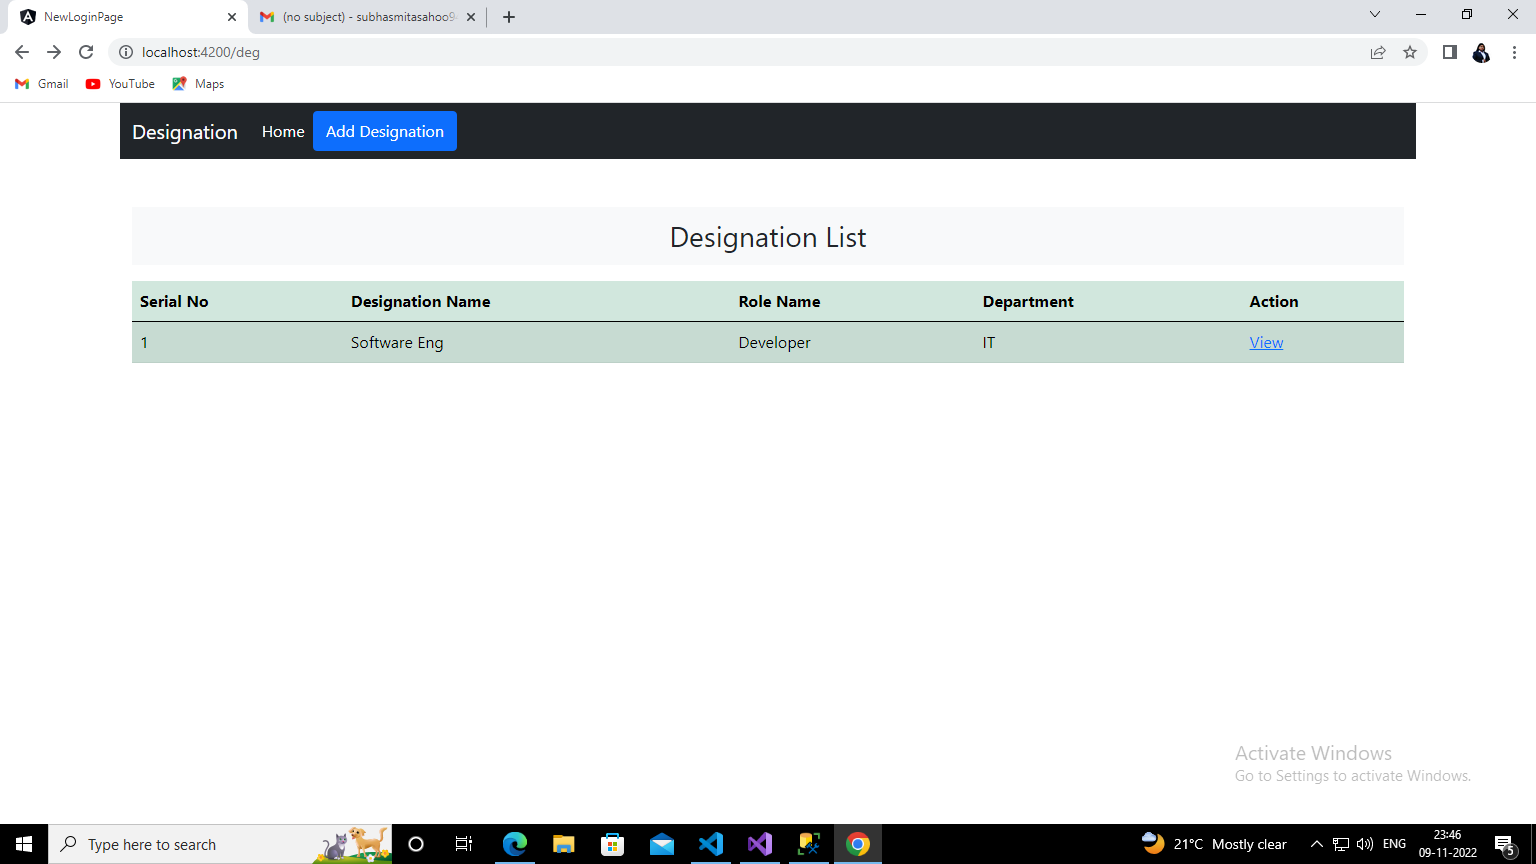 NewLoginPage
(no subject) - subhasmitasahoo9
localhost:4200/deg
Gmail YouTube Maps
Designation Home Add Designation
Designation List
Serial No Designation Name Role Name Department Action
1 Software Eng Developer IT View
Activate Windows
Go to Settings to activate Windows.
Type here to search
21°C Mostly clear
ENG
23:46
09-11-2022
5